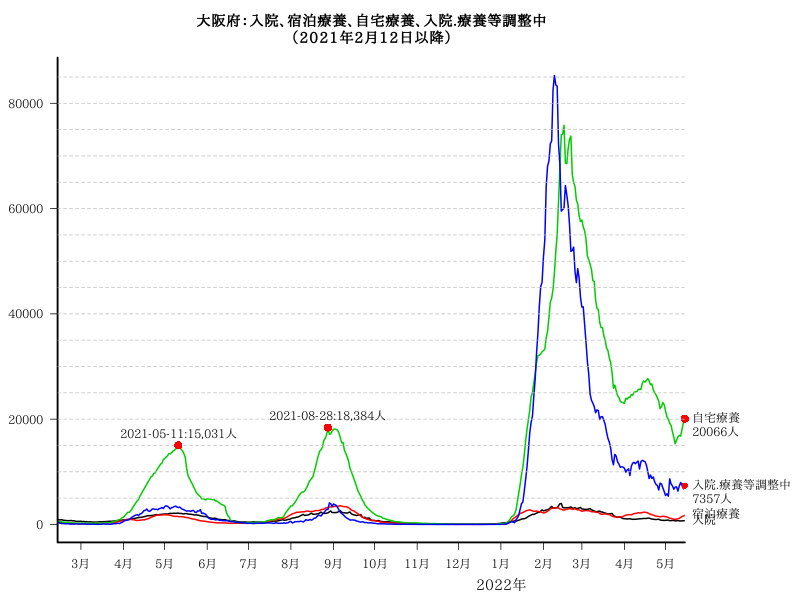 大阪府：入院、宿泊療養、自宅療養、入院.療養等調整中
（2021年2月12日以降）
80000
60000
40000
20000
0
2021-05-11:15,031人
2021-08-28:18,384人
自宅療養
20066人
入院.療養等調整中
7357人
宿泊療養
入院
3月 4月 5月 6月 7月 8月 9月 10月 11月 12月 1月 2月 3月 4月 5月
2022年